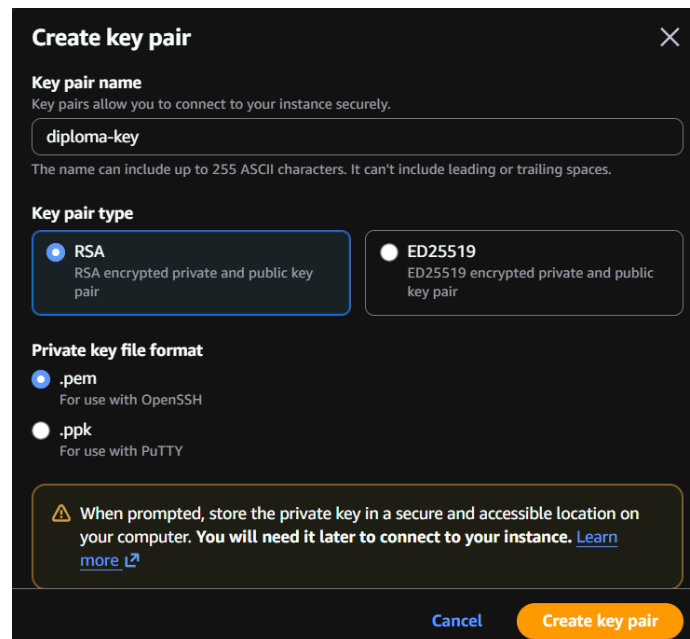 Create key pair
Key pair name
Key pairs allow you to connect to your instance securely.
diploma-key
The name can include up to 255 ASCII characters. It can't include leading or trailing spaces.
Key pair type
RSA
RSA encrypted private and public key
pair
ED25519
ED25519 encrypted private and public
key pair
Private key file format
.pem
For use with OpenSSH
.ppk
For use with PuTTY
When prompted, store the private key in a secure and accessible location on
your computer. You will need it later to connect to your instance. Learn
more
Cancel
Create key pair